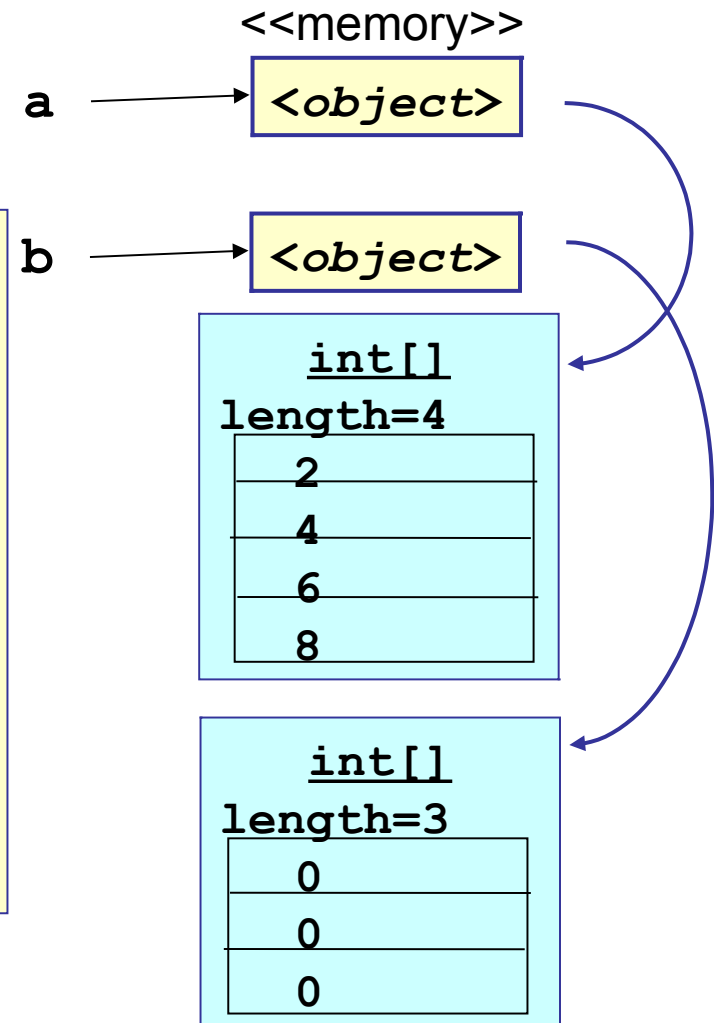 <<memory>>
a <object>
b <object>
int[]
length=4
2
4
6
8
int[]
length=3
0
0
0